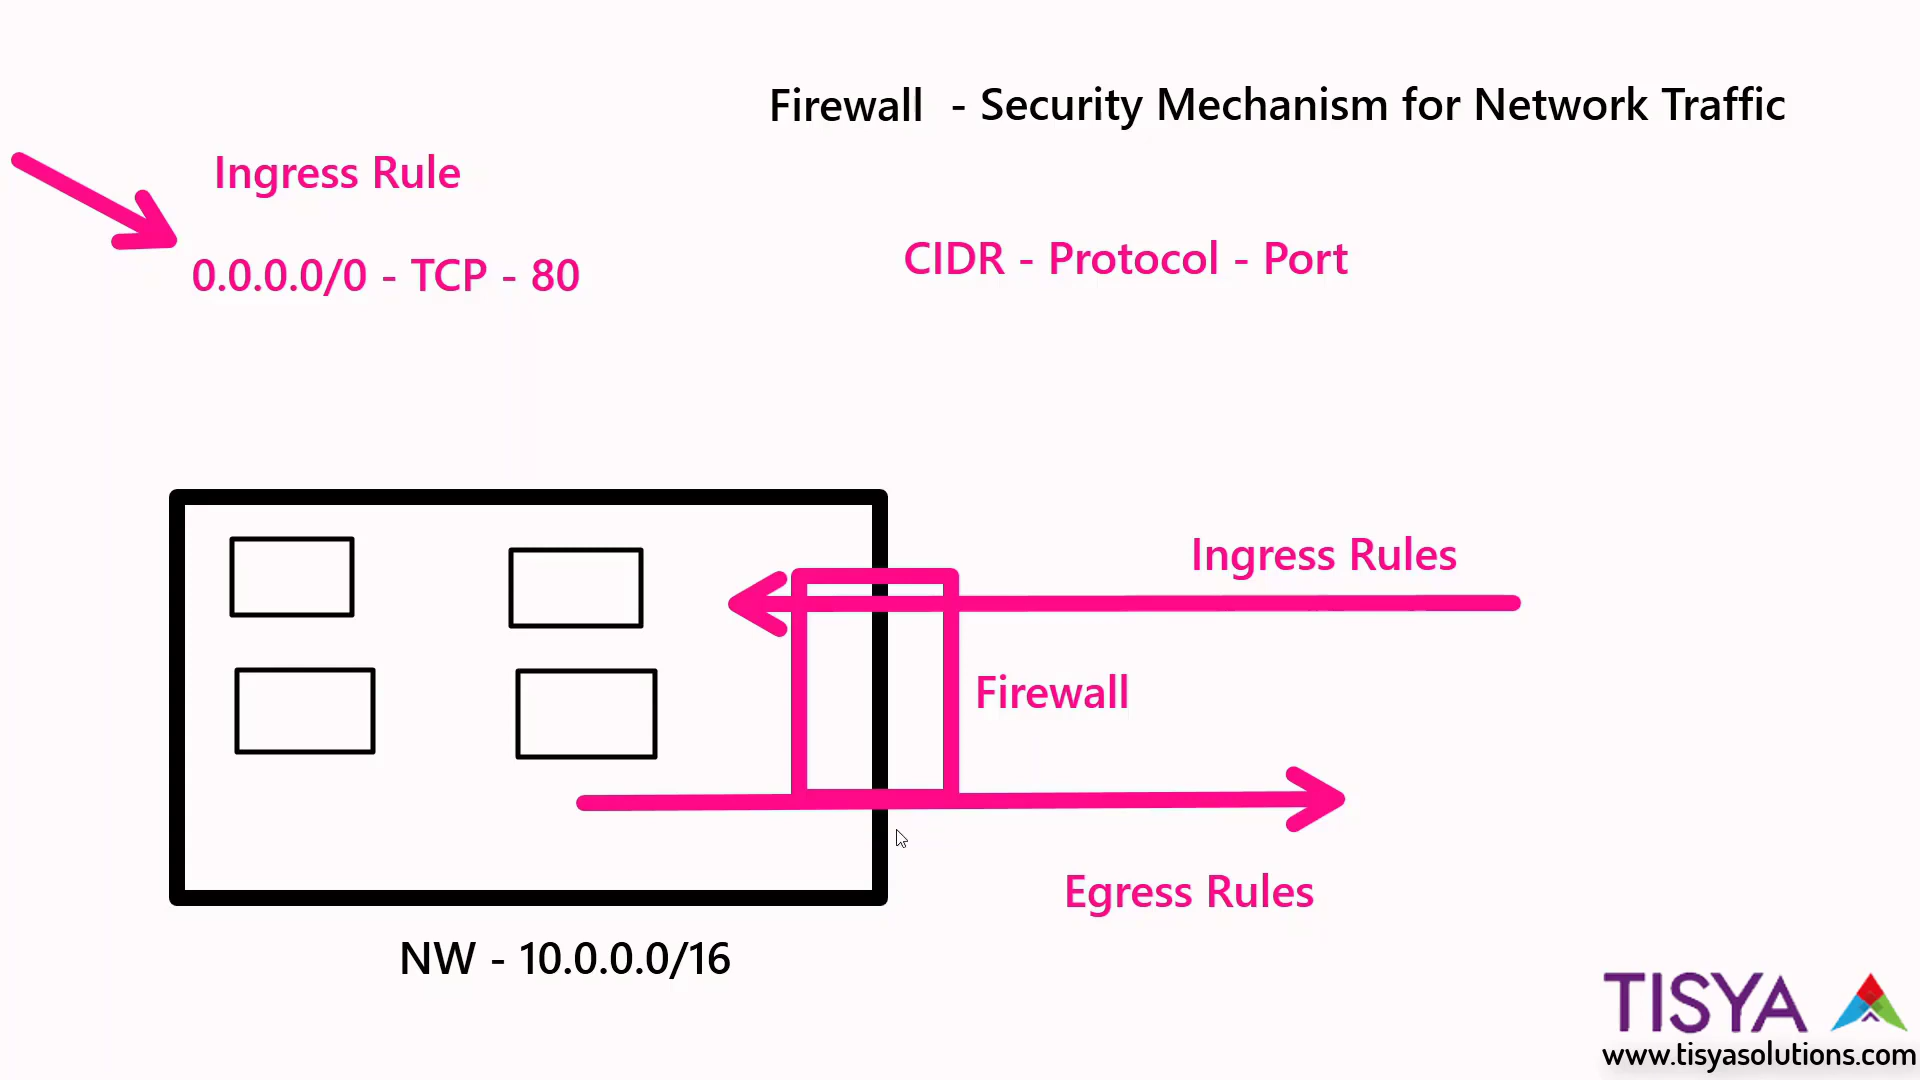 Firewall - Security Mechanism for Network Traffic
Ingress Rule
0.0.0.0/0 - TCP - 80
CIDR - Protocol - Port
Ingress Rules
Firewall
Egress Rules
NW - 10.0.0.0/16
TISYA
www.tisyasolutions.com